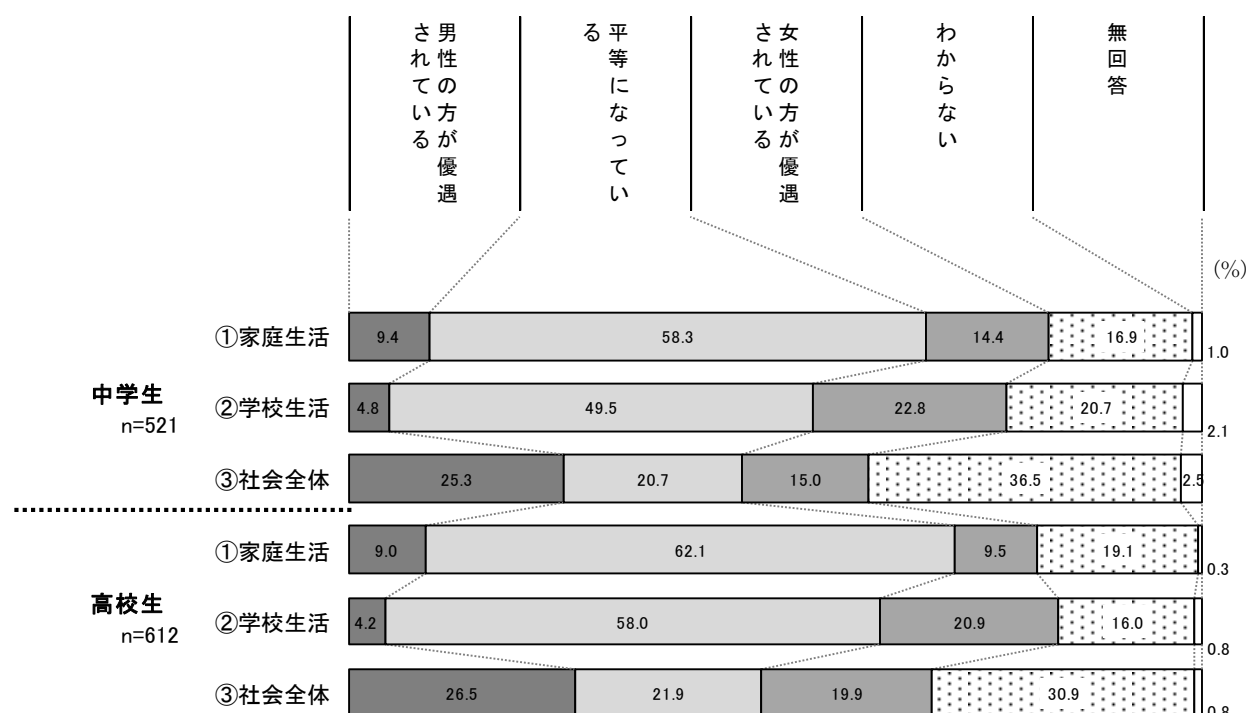 男性の方が優遇
されている
平等になってい
る
女性の方が優遇
されている
わからない
無回答
(%)
中学生
n=521
①家庭生活 9.4 58.3 14.4 16.9 1.0
②学校生活 4.8 49.5 22.8 20.7 2.1
③社会全体 25.3 20.7 15.0 36.5 2.5
高校生
n=612
①家庭生活 9.0 62.1 9.5 19.1 0.3
②学校生活 4.2 58.0 20.9 16.0 0.8
③社会全体 26.5 21.9 19.9 30.9 0.8